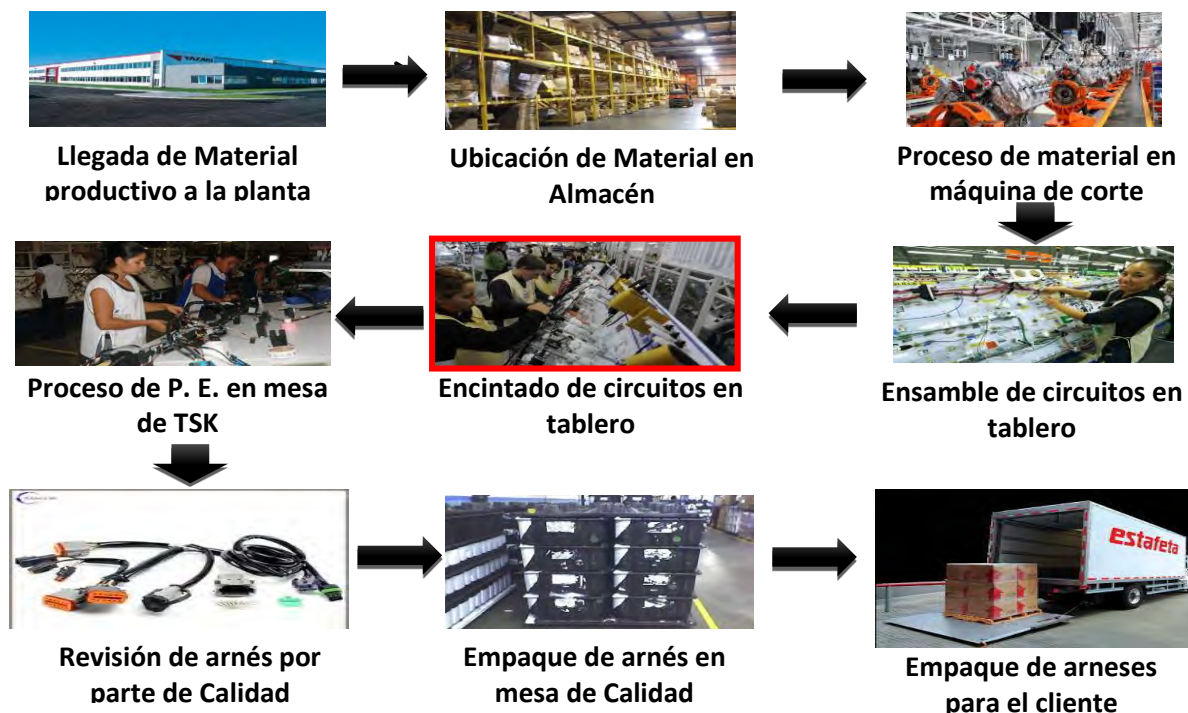 YAZAKI
Llegada de Material
productivo a la planta
Ubicación de Material en
Almacén
Proceso de material en
máquina de corte
Ensamble de circuitos en
tablero
Encintado de circuitos en
tablero
Proceso de P. E. en mesa
de TSK
Revisión de arnés por
parte de Calidad
Empaque de arnés en
mesa de Calidad
estafeta
Empaque de arneses
para el cliente